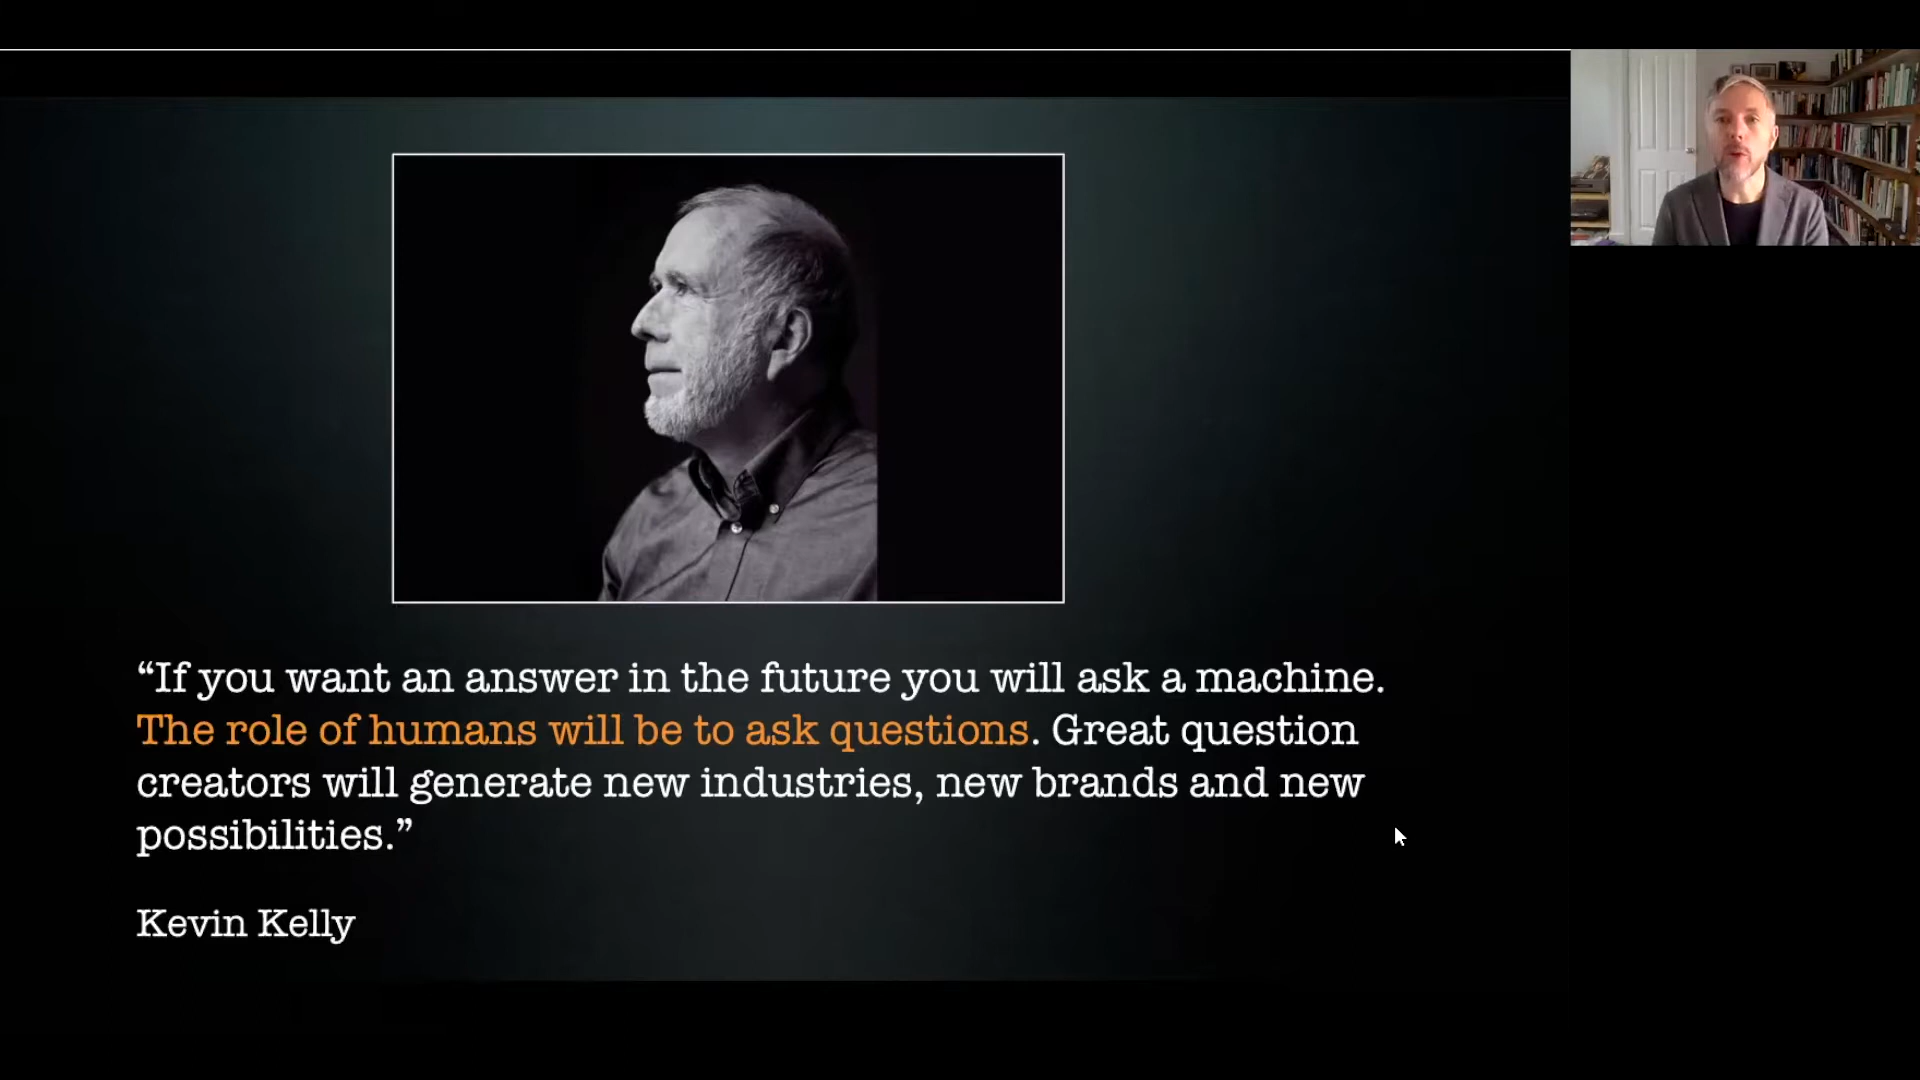 “If you want an answer in the future you will ask a machine.
The role of humans will be to ask questions. Great question
creators will generate new industries, new brands and new
possibilities.”
Kevin Kelly